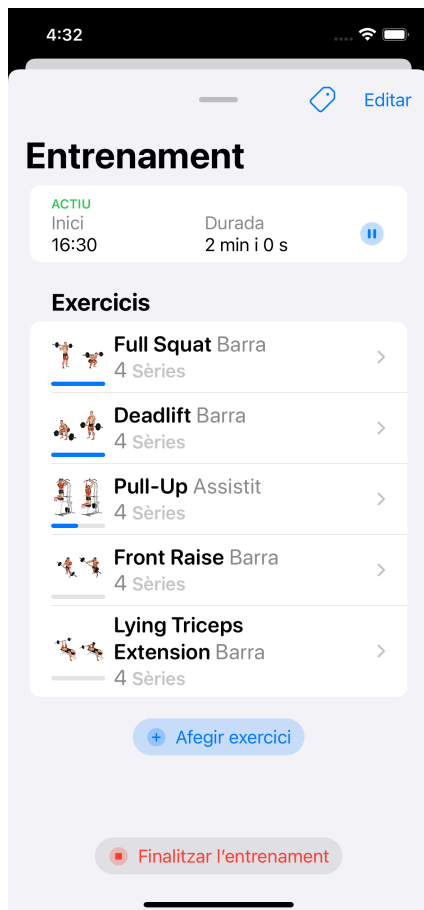 4:32
Editar
Entrenament
ACTIU
Inici
Durada
16:30
2 min i 0 s
Exercicis
Full Squat Barra
4 Sèries
Deadlift Barra
4 Sèries
Pull-Up Assistit
4 Sèries
Front Raise Barra
4 Sèries
Lying Triceps
Extension Barra
4 Sèries
Afegir exercici
Finalitzar l’entrenament